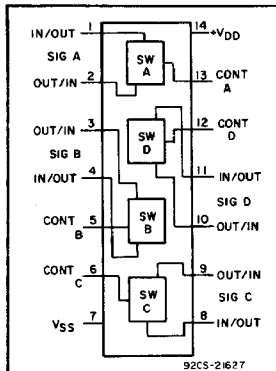 IN/OUT 1 14 +VDD
SIG A SW A
OUT/IN 2 13 CONT A
OUT/IN 3 12 CONT D
SIG B SW D
IN/OUT 4 11 IN/OUT
SIG D
CONT B 5 SW B 10 OUT/IN
CONT C 6 9 OUT/IN
SW C SIG C
VSS 7 8 IN/OUT
92CS-21627